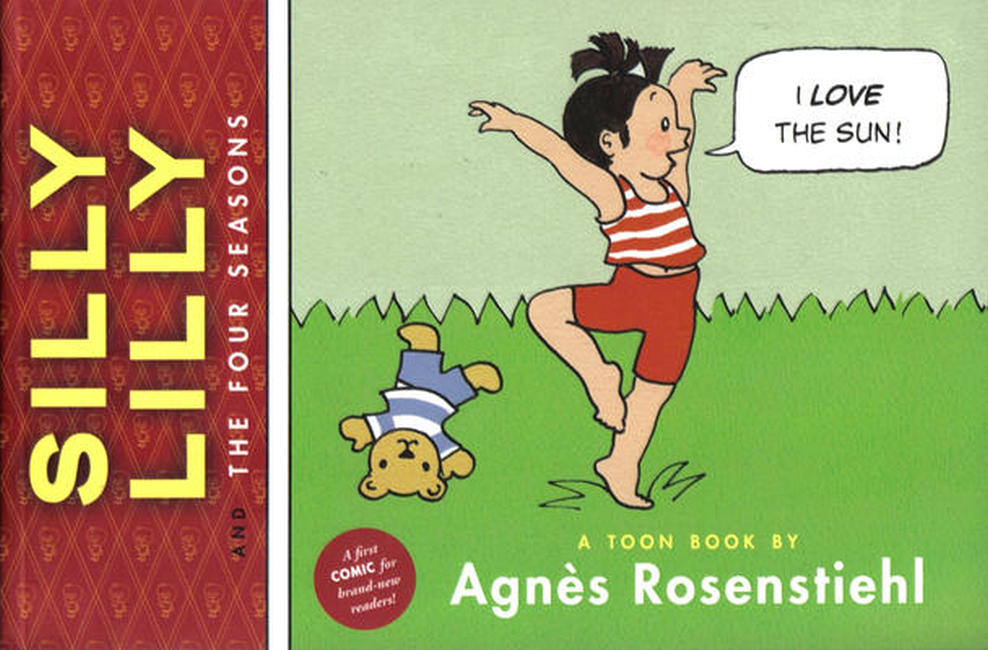 SILLY
LILLY
AND THE FOUR SEASONS
I LOVE
THE SUN!
A first
COMIC for
brand-new
readers!
A TOON BOOK BY
Agnès Rosenstiehl